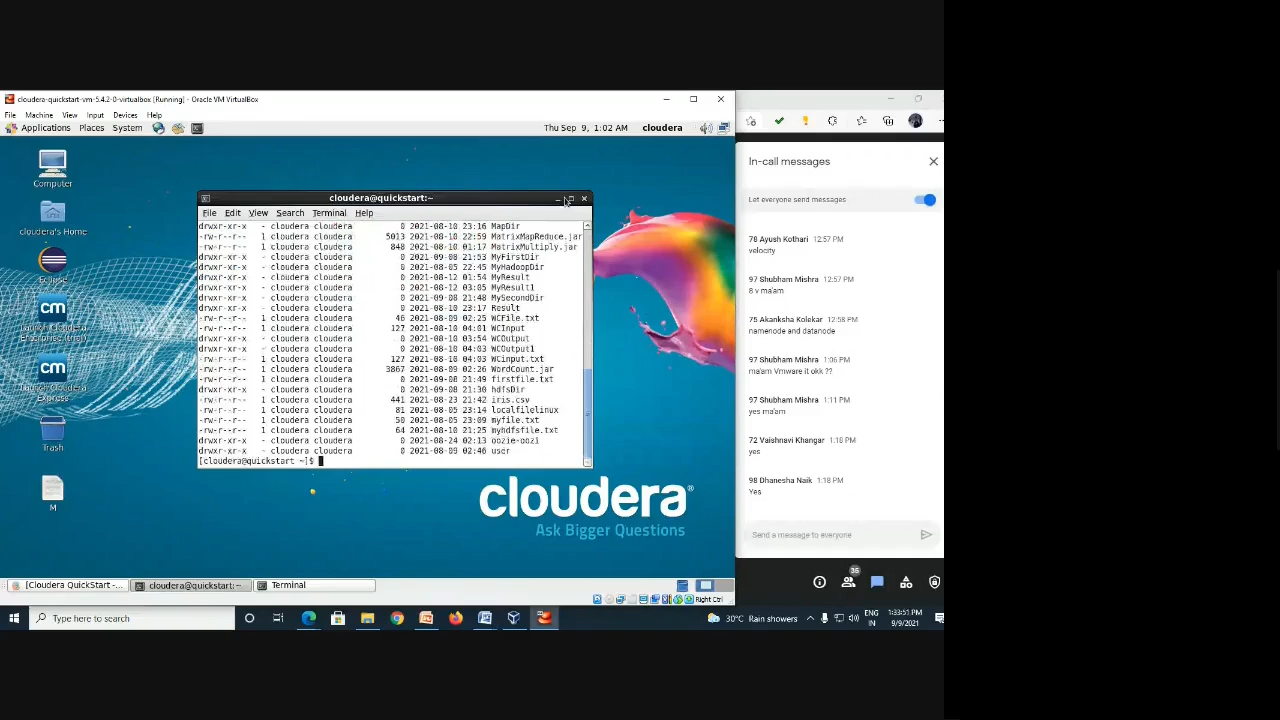 cloudera-quickstart-vm-5.4.2-0-virtualbox [Running] - Oracle VM VirtualBox
File Machine View Input Devices Help
Applications Places System Thu Sep 9, 1:02 AM cloudera
Computer
cloudera's Home
Eclipse
Launch Cloudera
Enterprise (trial)
Launch Cloudera
Express
Trash
M
cloudera@quickstart:~
File Edit View Search Terminal Help
drwxr-xr-x - cloudera cloudera 0 2021-08-10 23:16 MapDir
-rw-r--r-- 1 cloudera cloudera 5013 2021-08-10 22:59 MatrixMapReduce.jar
-rw-r--r-- 1 cloudera cloudera 848 2021-08-10 01:17 MatrixMultiply.jar
drwxr-xr-x - cloudera cloudera 0 2021-09-08 21:53 MyFirstDir
drwxr-xr-x - cloudera cloudera 0 2021-08-05 22:45 MyHadoopDir
drwxr-xr-x - cloudera cloudera 0 2021-08-12 01:54 MyResult
drwxr-xr-x - cloudera cloudera 0 2021-08-12 03:05 MyResult1
drwxr-xr-x - cloudera cloudera 0 2021-09-08 21:48 MySecondDir
drwxr-xr-x - cloudera cloudera 0 2021-08-10 23:17 Result
-rw-r--r-- 1 cloudera cloudera 46 2021-08-09 02:25 WCFile.txt
-rw-r--r-- 1 cloudera cloudera 127 2021-08-10 04:01 WCInput
drwxr-xr-x - cloudera cloudera 0 2021-08-10 03:54 WCOutput
drwxr-xr-x - cloudera cloudera 0 2021-08-10 04:03 WCOutput1
-rw-r--r-- 1 cloudera cloudera 127 2021-08-10 04:03 WCinput.txt
-rw-r--r-- 1 cloudera cloudera 3867 2021-08-09 02:26 WordCount.jar
-rw-r--r-- 1 cloudera cloudera 0 2021-09-08 21:49 firstfile.txt
drwxr-xr-x - cloudera cloudera 0 2021-09-08 21:30 hdfsDir
-rw-r--r-- 1 cloudera cloudera 441 2021-08-23 21:42 iris.csv
-rw-r--r-- 1 cloudera cloudera 81 2021-08-05 23:14 localfilelinux
-rw-r--r-- 1 cloudera cloudera 50 2021-08-05 23:09 myfile.txt
-rw-r--r-- 1 cloudera cloudera 64 2021-08-10 21:25 myhdfsfile.txt
drwxr-xr-x - cloudera cloudera 0 2021-08-24 02:13 oozie-oozi
drwxr-xr-x - cloudera cloudera 0 2021-08-09 02:46 user
[cloudera@quickstart ~]$
cloudera®
Ask Bigger Questions
[Cloudera QuickStart -... cloudera@quickstart:~ Terminal
Right Ctrl
In-call messages
Let everyone send messages
78 Ayush Kothari 12:57 PM
velocity
97 Shubham Mishra 12:57 PM
8 v ma'am
75 Akanksha Kolekar 12:58 PM
namenode and datanode
97 Shubham Mishra 1:06 PM
ma'am Vmware it okk ??
97 Shubham Mishra 1:11 PM
yes ma'am
72 Vaishnavi Khangar 1:18 PM
yes
98 Dhanesha Naik 1:18 PM
Yes
Send a message to everyone
35
Type here to search
30°C Rain showers
ENG
IN
1:33:51 PM
9/9/2021